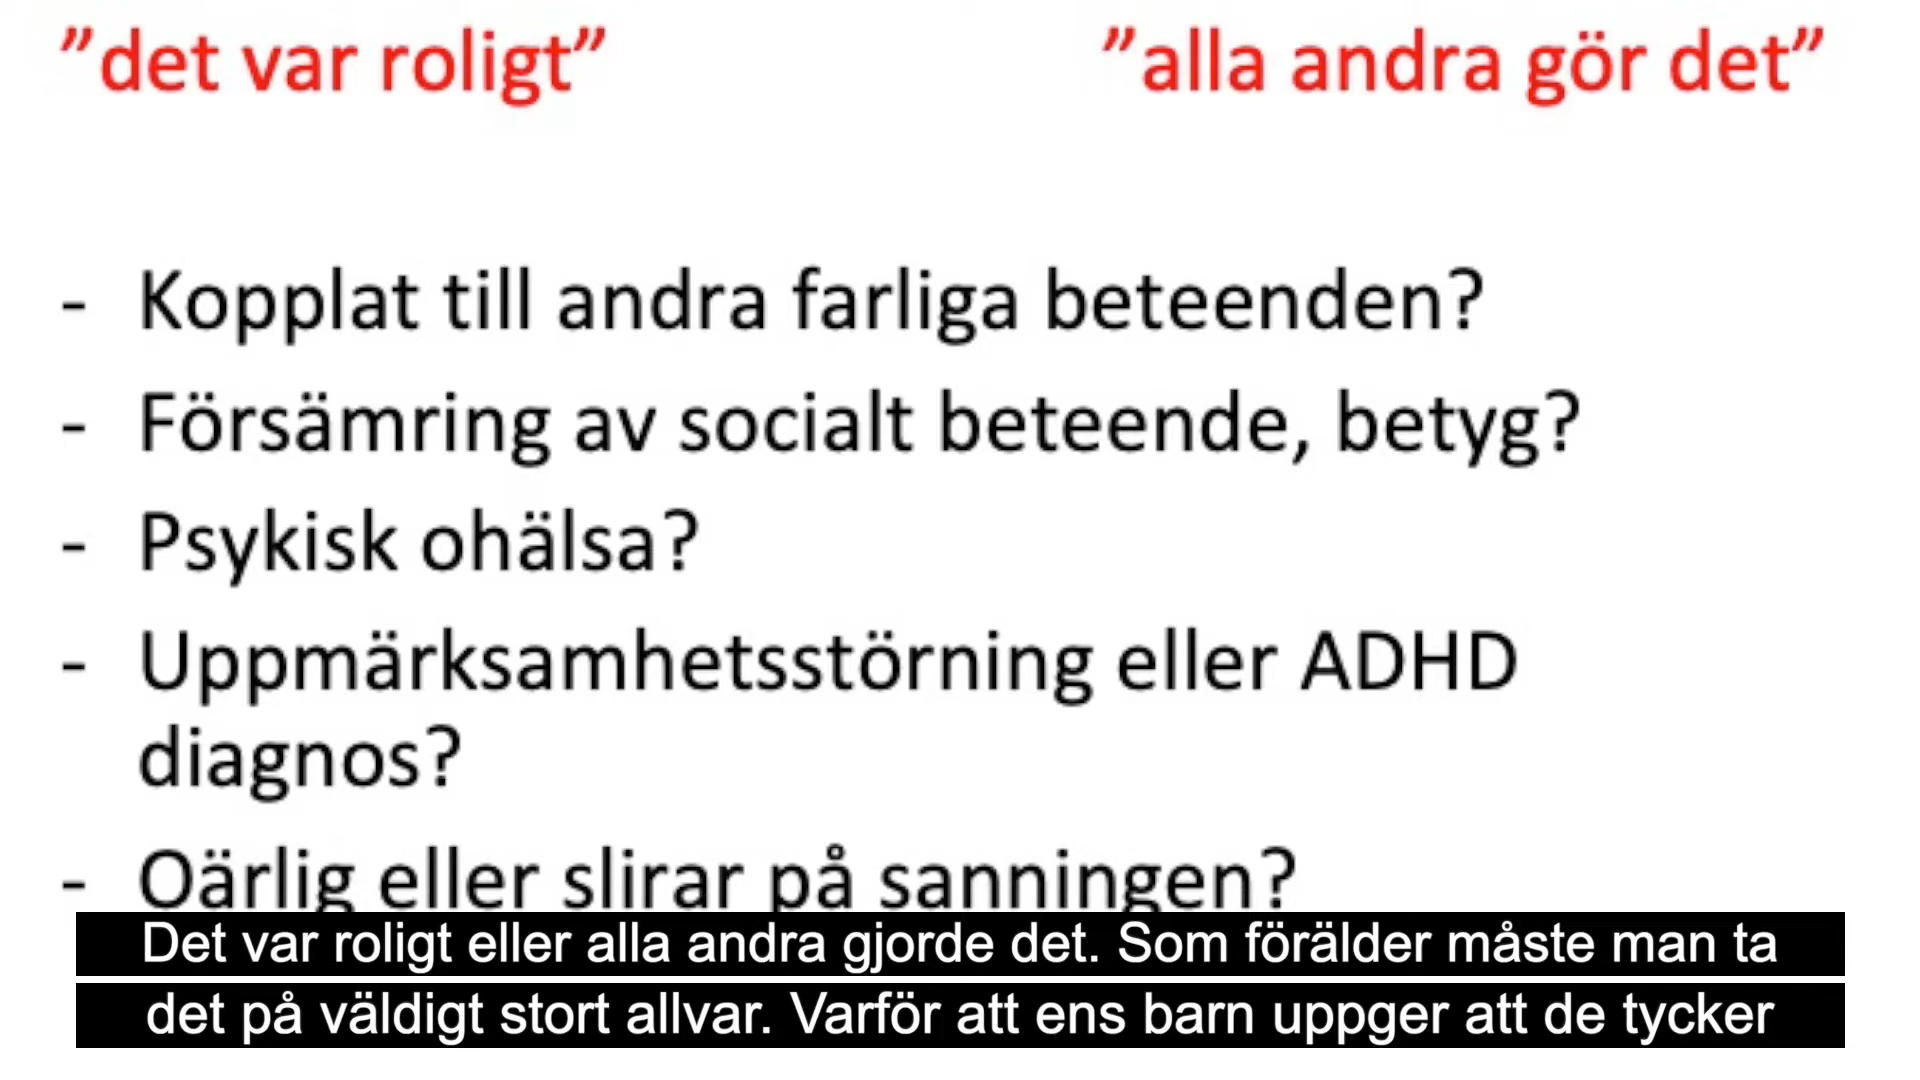 ”det var roligt” ”alla andra gör det”
- Kopplat till andra farliga beteenden?
- Försämring av socialt beteende, betyg?
- Psykisk ohälsa?
- Uppmärksamhetsstörning eller ADHD
diagnos?
- Oärlig eller slirar på sanningen?
Det var roligt eller alla andra gjorde det. Som förälder måste man ta
det på väldigt stort allvar. Varför att ens barn uppger att de tycker